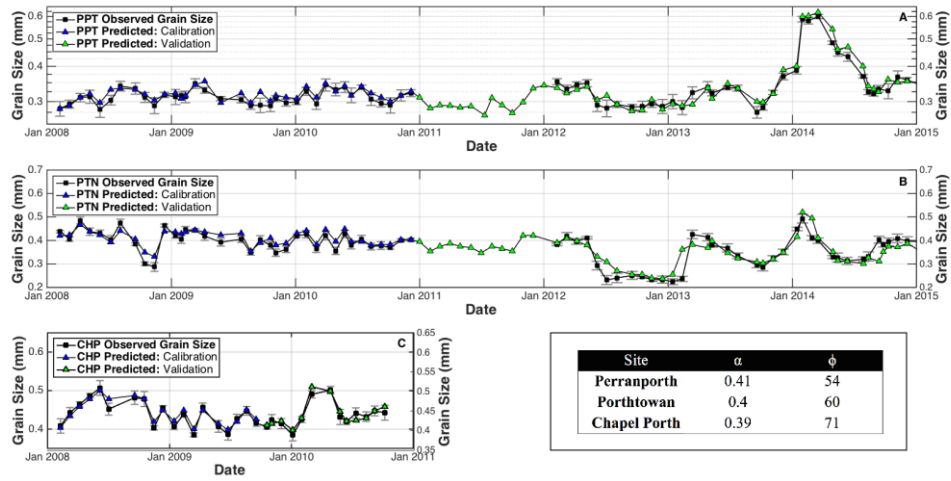 PPT Observed Grain Size
PPT Predicted: Calibration
PPT Predicted: Validation
A
Grain Size (mm)
0.6
0.5
0.4
0.3
0.6
0.5
0.4
0.3
Grain Size (mm)
Jan 2008 Jan 2009 Jan 2010 Jan 2011 Jan 2012 Jan 2013 Jan 2014 Jan 2015
Date
PTN Observed Grain Size
PTN Predicted: Calibration
PTN Predicted: Validation
B
Grain Size (mm)
0.7
0.6
0.5
0.4
0.3
0.2
0.7
0.6
0.5
0.4
0.3
0.2
Grain Size (mm)
Jan 2008 Jan 2009 Jan 2010 Jan 2011 Jan 2012 Jan 2013 Jan 2014 Jan 2015
Date
CHP Observed Grain Size
CHP Predicted: Calibration
CHP Predicted: Validation
C
Grain Size (mm)
0.6
0.5
0.4
0.65
0.6
0.55
0.5
0.45
0.4
0.35
Grain Size (mm)
Jan 2008 Jan 2009 Jan 2010 Jan 2011
Date
Site α ϕ
Perranporth 0.41 54
Porthtowan 0.4 60
Chapel Porth 0.39 71